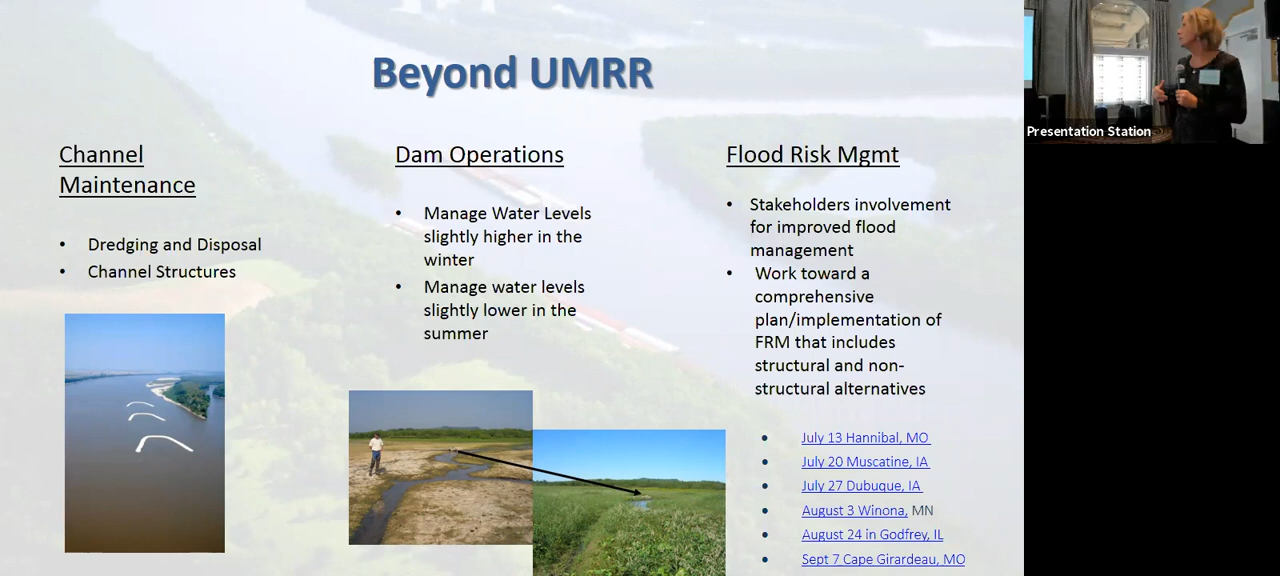 Beyond UMRR
Channel
Maintenance
• Dredging and Disposal
• Channel Structures
Dam Operations
• Manage Water Levels
slightly higher in the
winter
• Manage water levels
slightly lower in the
summer
Flood Risk Mgmt
• Stakeholders involvement
for improved flood
management
• Work toward a
comprehensive
plan/implementation of
FRM that includes
structural and non-
structural alternatives
• July 13 Hannibal, MO
• July 20 Muscatine, IA
• July 27 Dubuque, IA
• August 3 Winona, MN
• August 24 in Godfrey, IL
• Sept 7 Cape Girardeau, MO
Presentation Station